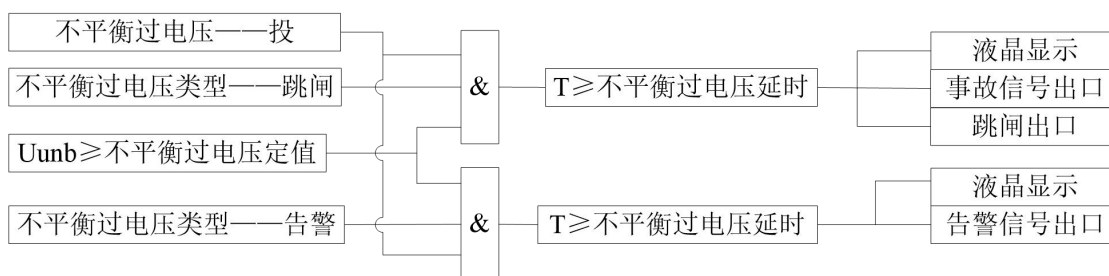 不平衡过电压——投
不平衡过电压类型——跳闸
Uunb≥不平衡过电压定值
不平衡过电压类型——告警
&
&
T≥不平衡过电压延时
T≥不平衡过电压延时
液晶显示
事故信号出口
跳闸出口
液晶显示
告警信号出口